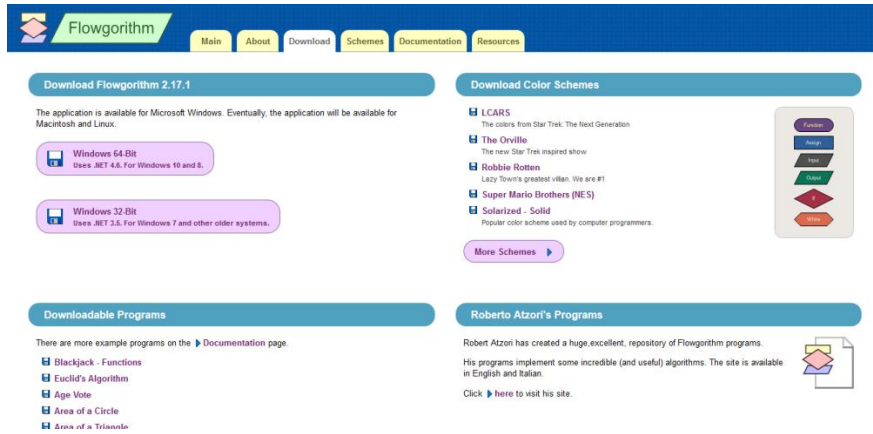 Flowgorithm
Main
About
Download
Schemes
Documentation
Resources
Download Flowgorithm 2.17.1
The application is available for Microsoft Windows. Eventually, the application will be available for
Macintosh and Linux.
Windows 64-Bit
Uses .NET 4.6. For Windows 10 and 8.
Windows 32-Bit
Uses .NET 3.5. For Windows 7 and other older systems.
Download Color Schemes
LCARS
The colors from Star Trek: The Next Generation
The Orville
The new Star Trek inspired show
Robbie Rotten
Lazy Town's greatest villian. We are #1
Super Mario Brothers (NES)
Solarized - Solid
Popular color scheme used by computer programmers.
More Schemes
Function
Assign
Input
Output
If
While
Downloadable Programs
There are more example programs on the Documentation page.
Blackjack - Functions
Euclid's Algorithm
Age Vote
Area of a Circle
Area of a Triangle
Roberto Atzori's Programs
Robert Atzori has created a huge,excellent, repository of Flowgorithm programs.
His programs implement some incredible (and useful) algorithms. The site is available
in English and Italian.
Click here to visit his site.